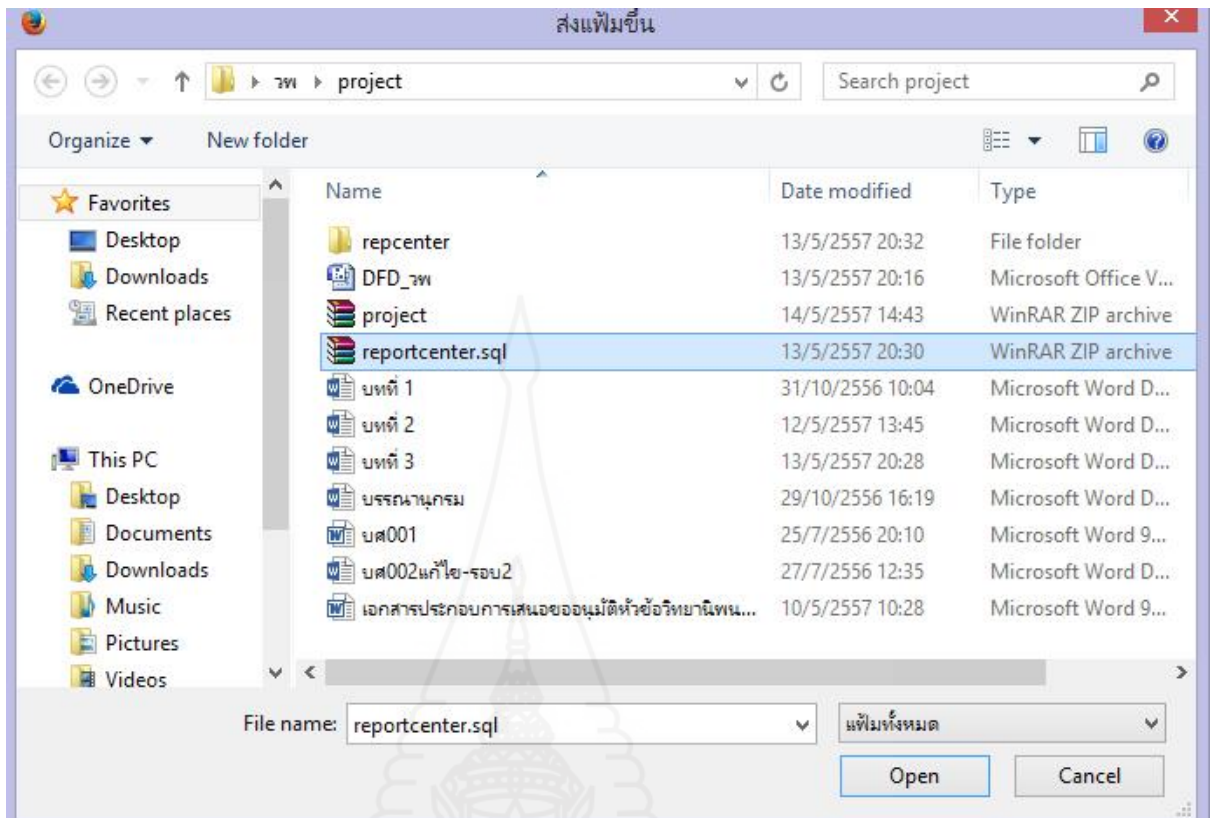 ส่งแฟ้มขึ้น
วพ project
Search project
Organize New folder
Name Date modified Type
Favorites
Desktop
Downloads
Recent places
OneDrive
This PC
Desktop
Documents
Downloads
Music
Pictures
Videos
repcenter 13/5/2557 20:32 File folder
DFD_วพ 13/5/2557 20:16 Microsoft Office V...
project 14/5/2557 14:43 WinRAR ZIP archive
reportcenter.sql 13/5/2557 20:30 WinRAR ZIP archive
บทที่ 1 31/10/2556 10:04 Microsoft Word D...
บทที่ 2 12/5/2557 13:45 Microsoft Word D...
บทที่ 3 13/5/2557 20:28 Microsoft Word D...
บรรณานุกรม 29/10/2556 16:19 Microsoft Word D...
บศ001 25/7/2556 20:10 Microsoft Word 9...
บศ002แก้ไข-รอบ2 27/7/2556 12:35 Microsoft Word D...
เอกสารประกอบการเสนอขออนุมัติหัวข้อวิทยานิพน... 10/5/2557 10:28 Microsoft Word 9...
File name: reportcenter.sql แฟ้มทั้งหมด
Open Cancel